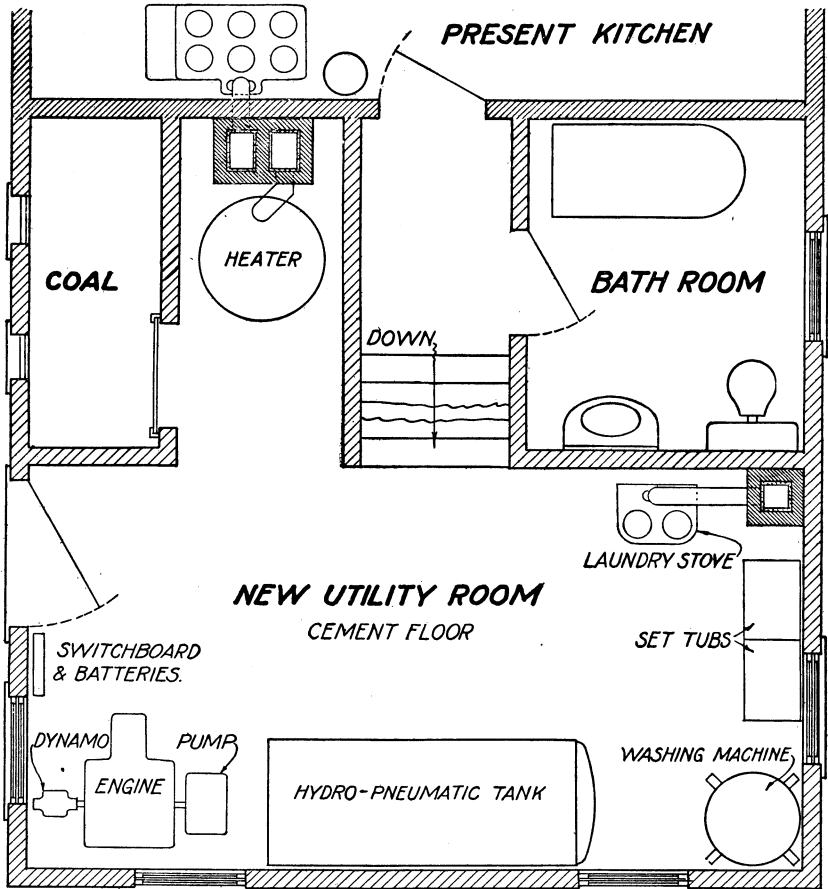 PRESENT KITCHEN
HEATER
COAL
BATH ROOM
DOWN
LAUNDRY STOVE
NEW UTILITY ROOM
CEMENT FLOOR
SET TUBS
SWITCHBOARD
& BATTERIES.
DYNAMO
PUMP
WASHING MACHINE
ENGINE
HYDRO-PNEUMATIC TANK